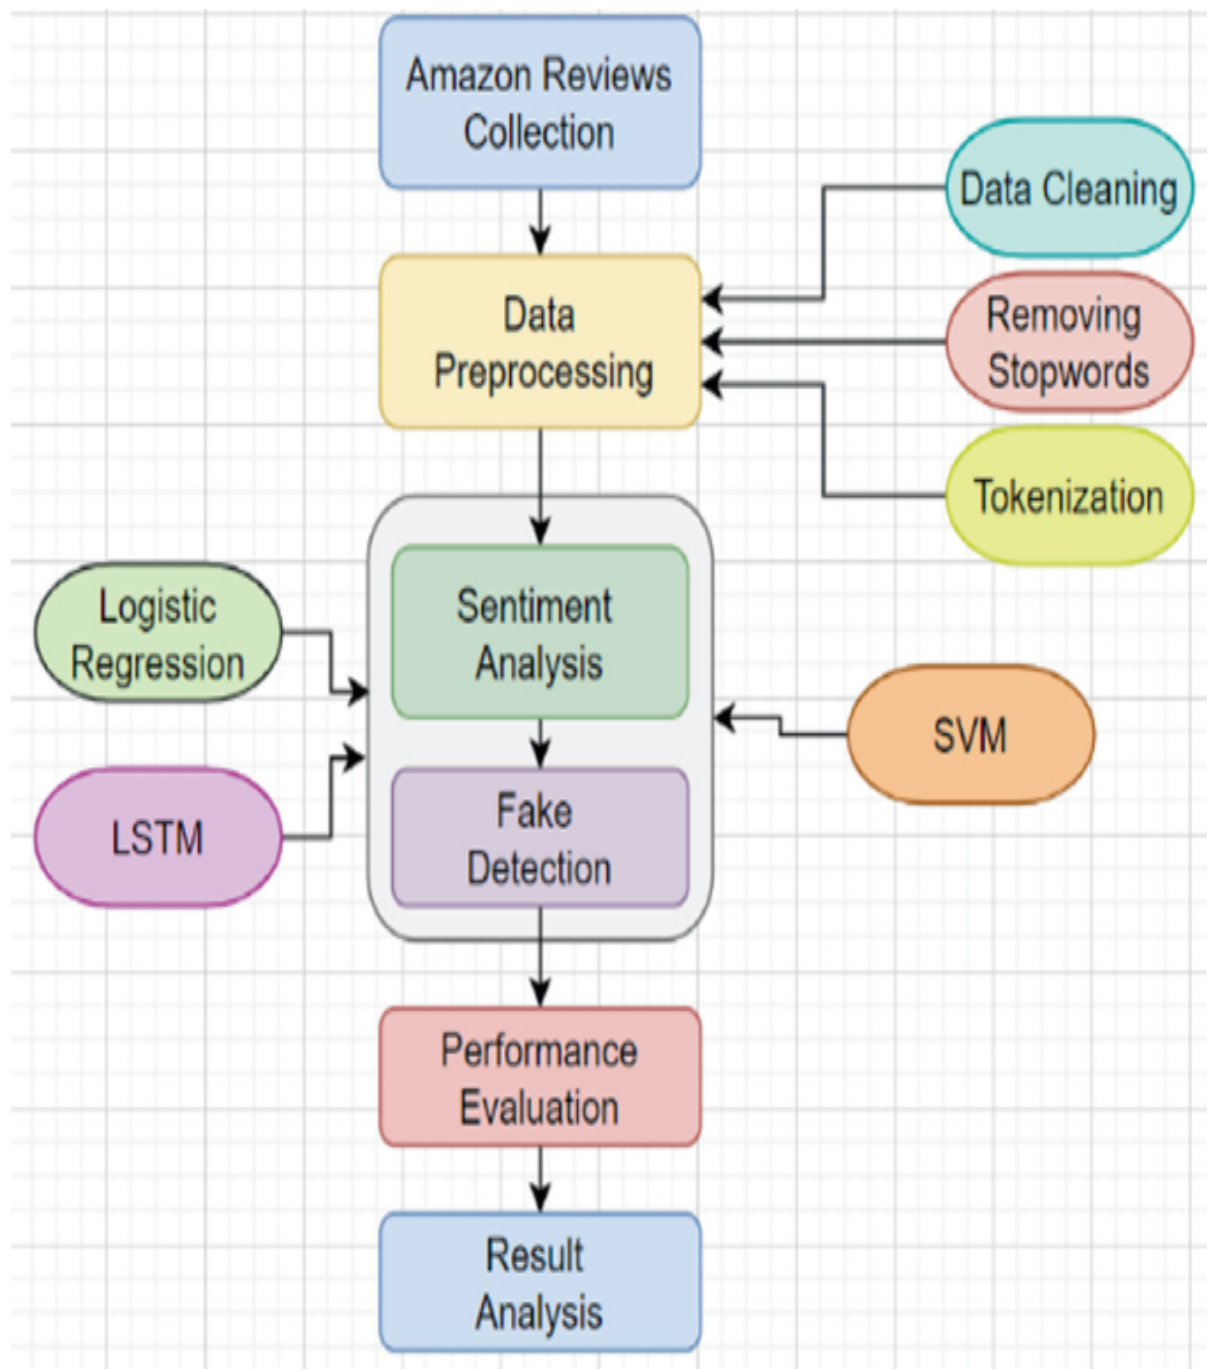 Amazon Reviews
Collection
Data Cleaning
Data
Preprocessing
Removing
Stopwords
Tokenization
Sentiment
Analysis
Logistic
Regression
SVM
LSTM
Fake
Detection
Performance
Evaluation
Result
Analysis